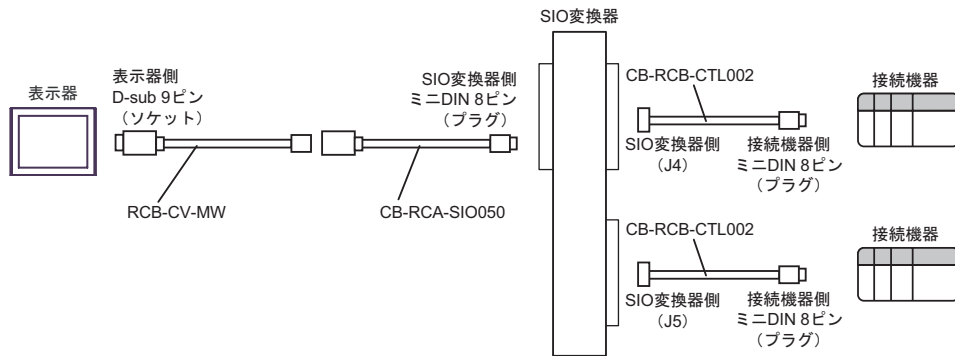 SIO変換器
表示器
表示器側
D-sub 9ピン
（ソケット）
RCB-CV-MW
SIO変換器側
ミニDIN 8ピン
（プラグ）
CB-RCA-SIO050
CB-RCB-CTL002
SIO変換器側
（J4）
接続機器側
ミニDIN 8ピン
（プラグ）
接続機器
CB-RCB-CTL002
SIO変換器側
（J5）
接続機器側
ミニDIN 8ピン
（プラグ）
接続機器